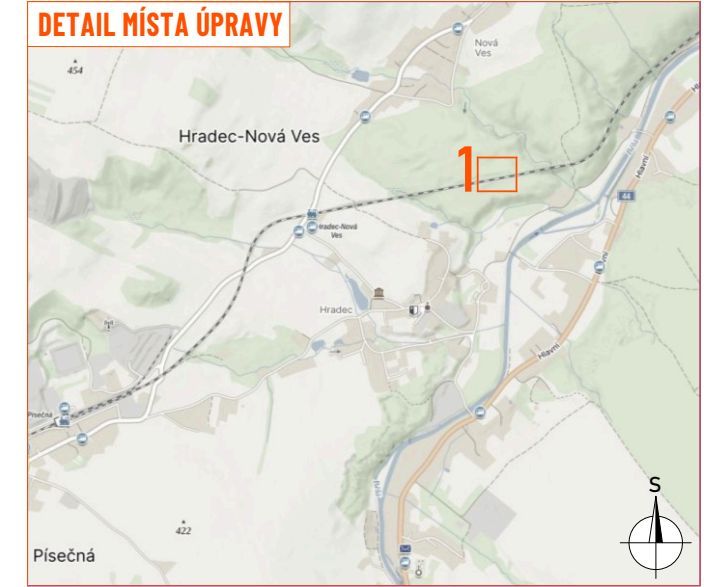 DETAIL MÍSTA ÚPRAVY
454
Nová
Ves
Hradec-Nová Ves
1
Hlavní
44
Hradec-Nová
Ves
Hradec
Hlavní
Písečná
S
422
Písečná